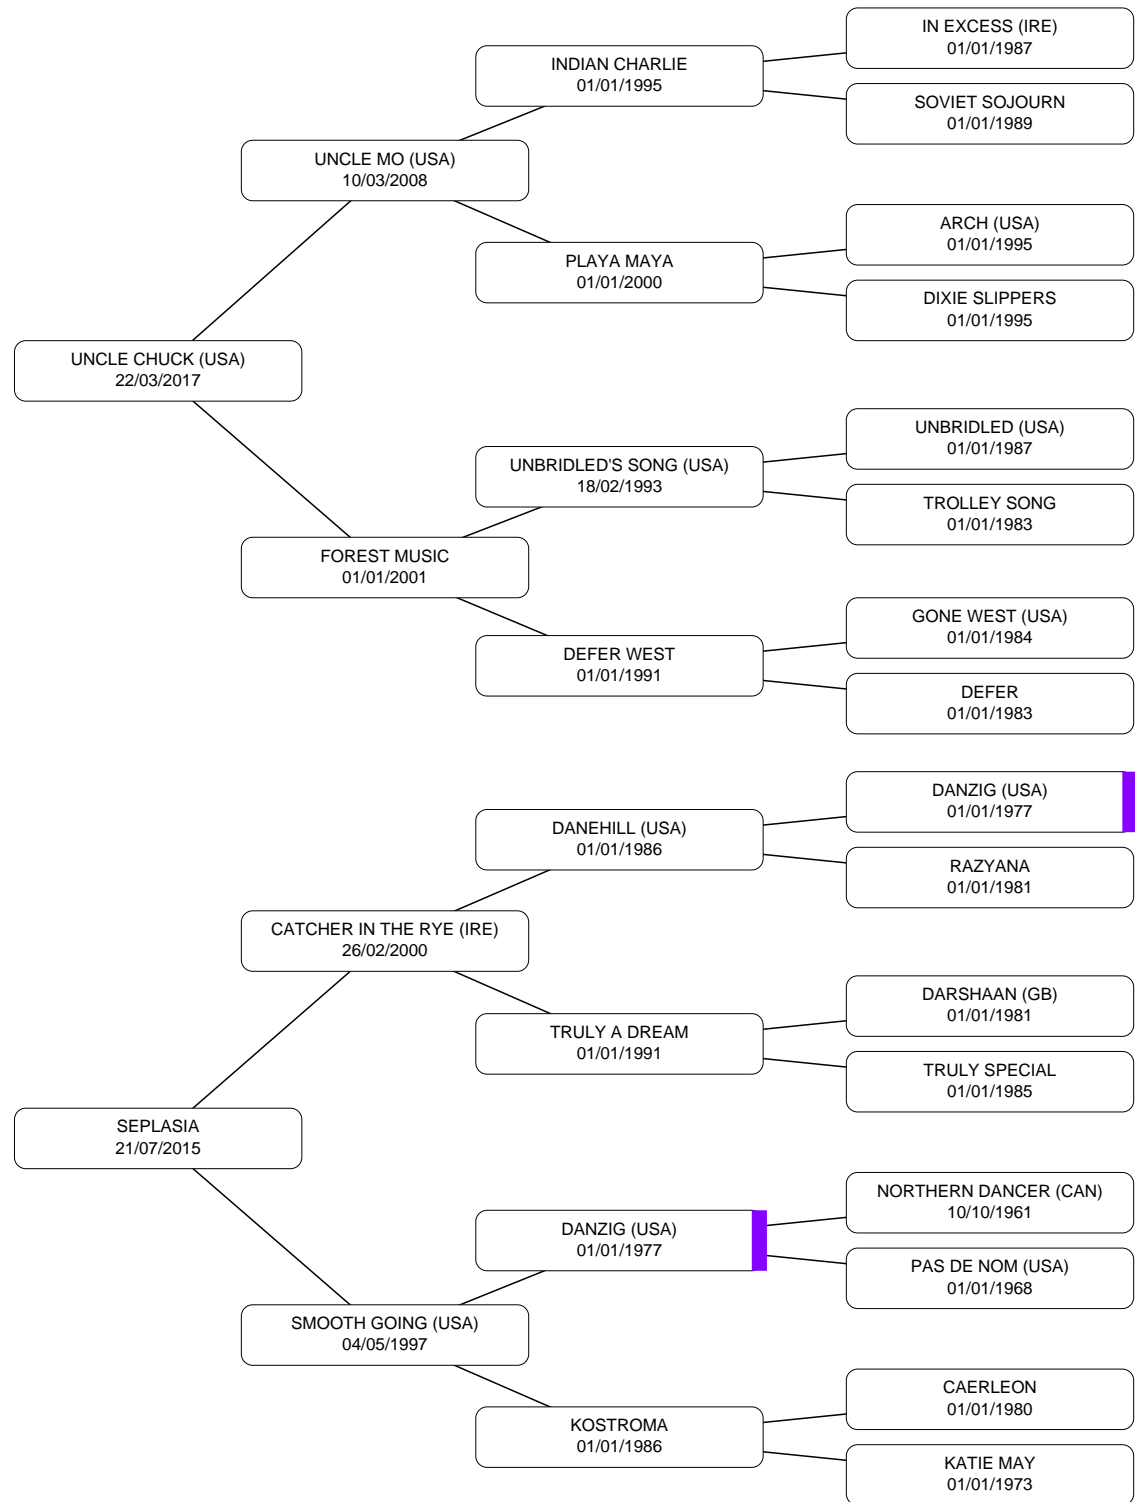 IN EXCESS (IRE)
01/01/1987
INDIAN CHARLIE
01/01/1995
SOVIET SOJOURN
01/01/1989
UNCLE MO (USA)
10/03/2008
ARCH (USA)
01/01/1995
PLAYA MAYA
01/01/2000
DIXIE SLIPPERS
01/01/1995
UNCLE CHUCK (USA)
22/03/2017
UNBRIDLED (USA)
01/01/1987
UNBRIDLED'S SONG (USA)
18/02/1993
TROLLEY SONG
01/01/1983
FOREST MUSIC
01/01/2001
GONE WEST (USA)
01/01/1984
DEFER WEST
01/01/1991
DEFER
01/01/1983
DANZIG (USA)
01/01/1977
DANEHILL (USA)
01/01/1986
RAZYANA
01/01/1981
CATCHER IN THE RYE (IRE)
26/02/2000
DARSHAAN (GB)
01/01/1981
TRULY A DREAM
01/01/1991
TRULY SPECIAL
01/01/1985
SEPLASIA
21/07/2015
NORTHERN DANCER (CAN)
10/10/1961
DANZIG (USA)
01/01/1977
PAS DE NOM (USA)
01/01/1968
SMOOTH GOING (USA)
04/05/1997
CAERLEON
01/01/1980
KOSTROMA
01/01/1986
KATIE MAY
01/01/1973